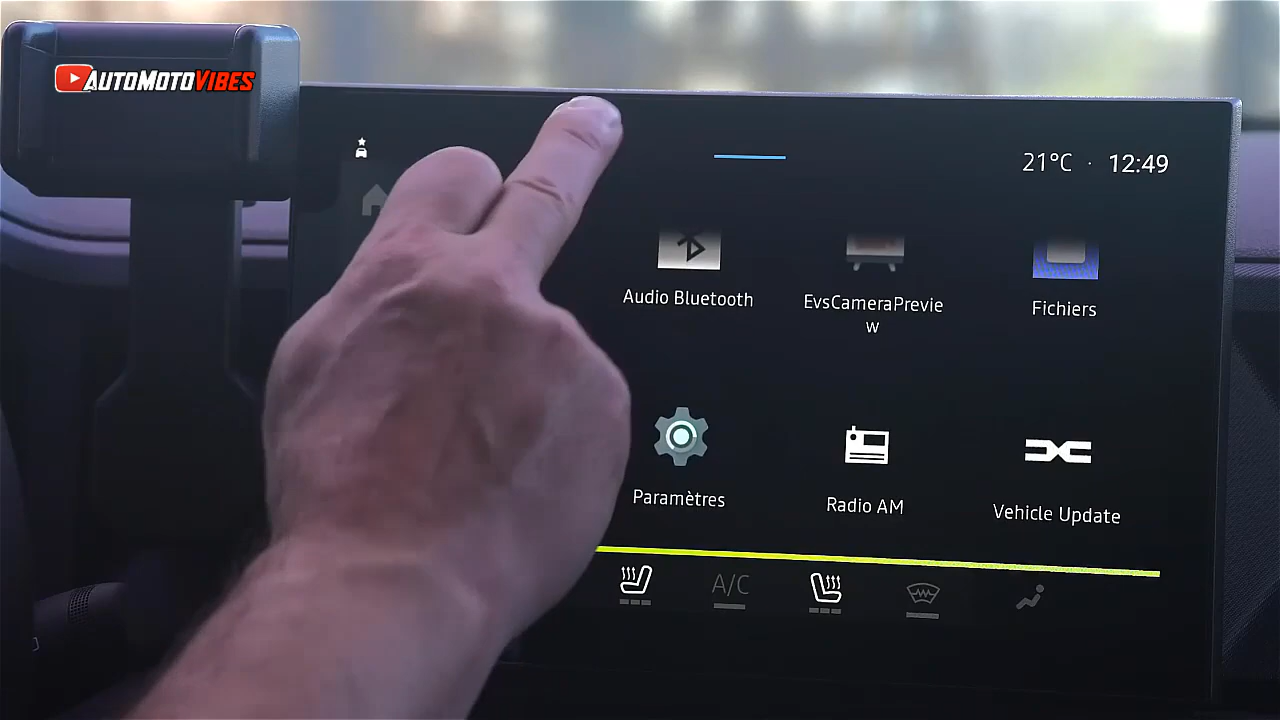 AUTOMOTOVIBES
21°C · 12:49
Audio Bluetooth
EvsCameraPrevie
w
Fichiers
Paramètres
Radio AM
Vehicle Update
A/C